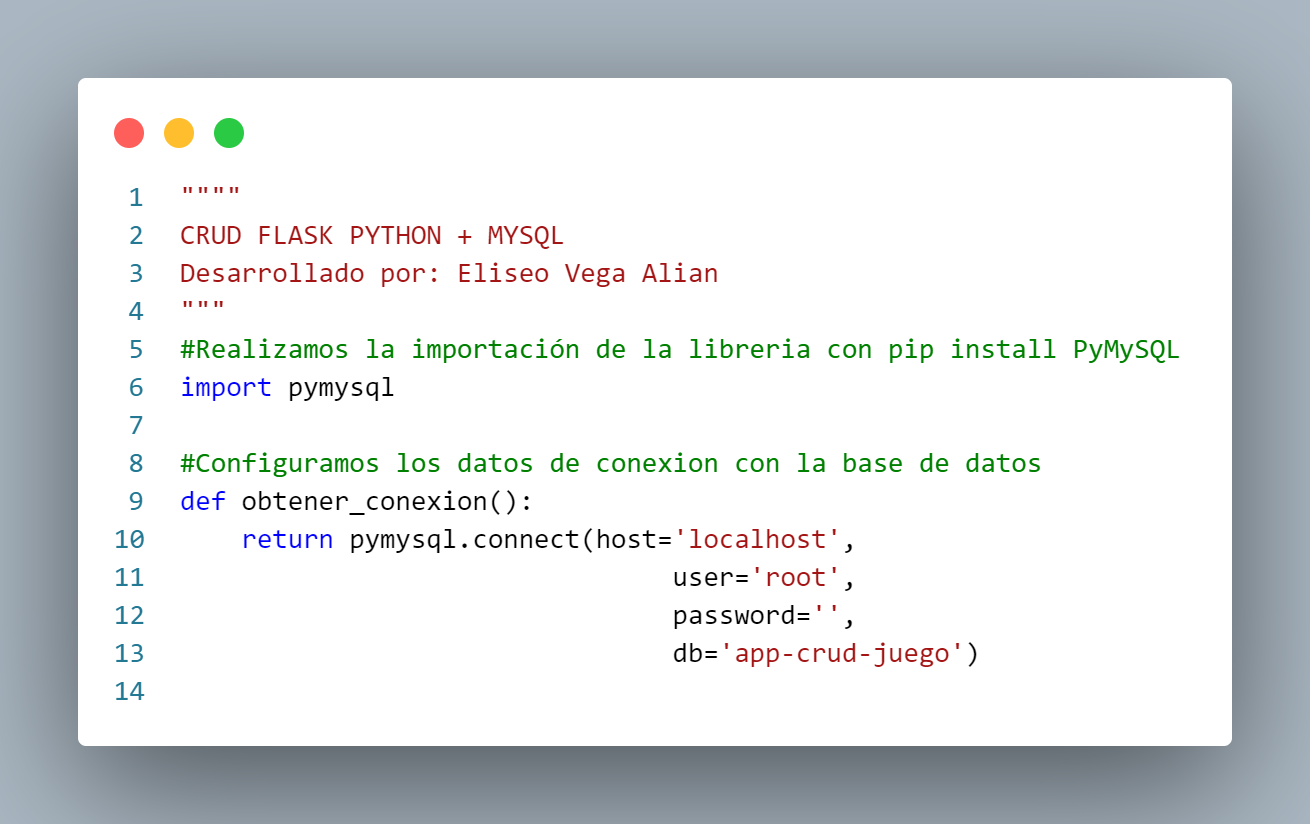 1 """"
2 CRUD FLASK PYTHON + MYSQL
3 Desarrollado por: Eliseo Vega Alian
4 """
5 #Realizamos la importación de la libreria con pip install PyMySQL
6 import pymysql
7
8 #Configuramos los datos de conexion con la base de datos
9 def obtener_conexion():
10     return pymysql.connect(host='localhost',
11                                 user='root',
12                                 password='',
13                                 db='app-crud-juego')
14